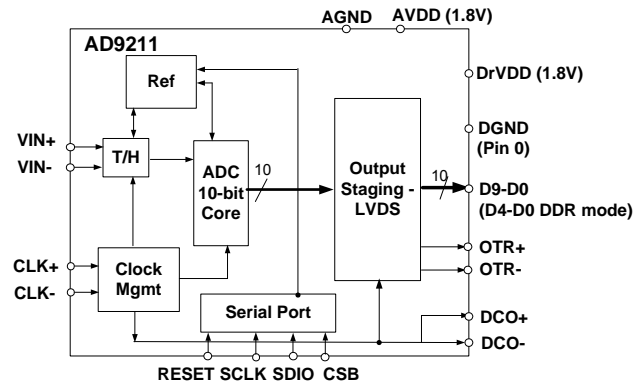 AGND
AVDD (1.8V)
AD9211
Ref
DrVDD (1.8V)
DGND
(Pin 0)
VIN+
VIN-
T/H
ADC
10-bit
Core
10
Output
Staging -
LVDS
10
D9-D0
(D4-D0 DDR mode)
OTR+
OTR-
CLK+
CLK-
Clock
Mgmt
Serial Port
DCO+
DCO-
RESET SCLK SDIO CSB